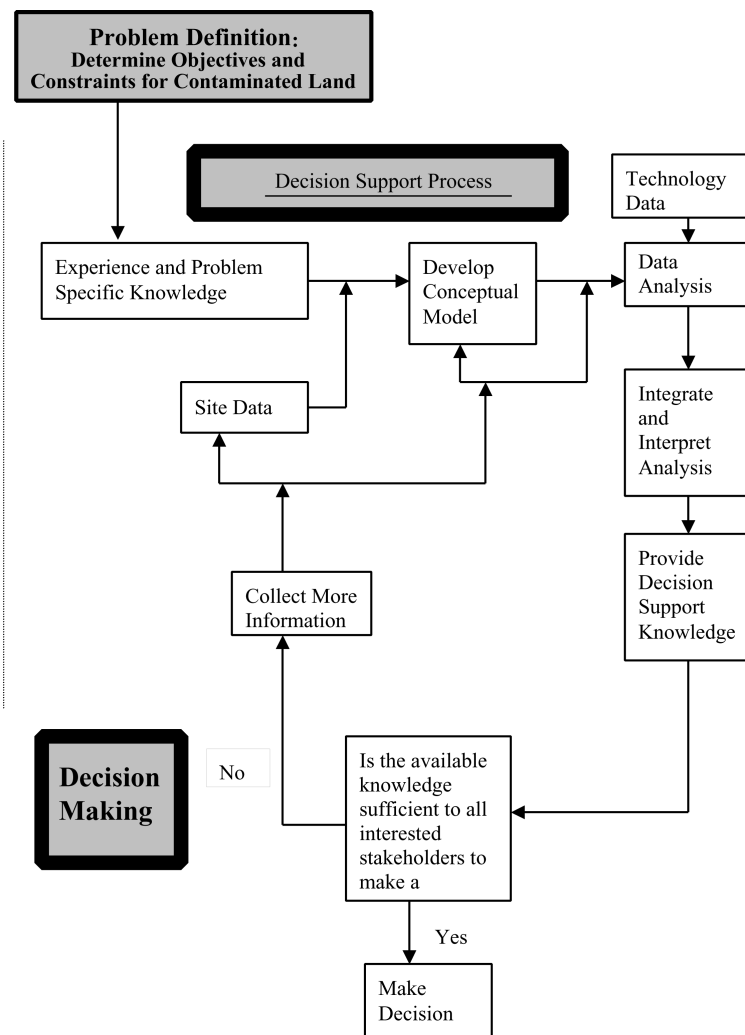 Problem Definition:
Determine Objectives and
Constraints for Contaminated Land
Decision Support Process
Technology
Data
Experience and Problem
Specific Knowledge
Develop
Conceptual
Model
Data
Analysis
Site Data
Integrate
and
Interpret
Analysis
Collect More
Information
Provide
Decision
Support
Knowledge
Decision
Making
No
Is the available
knowledge
sufficient to all
interested
stakeholders to
make a
Yes
Make
Decision